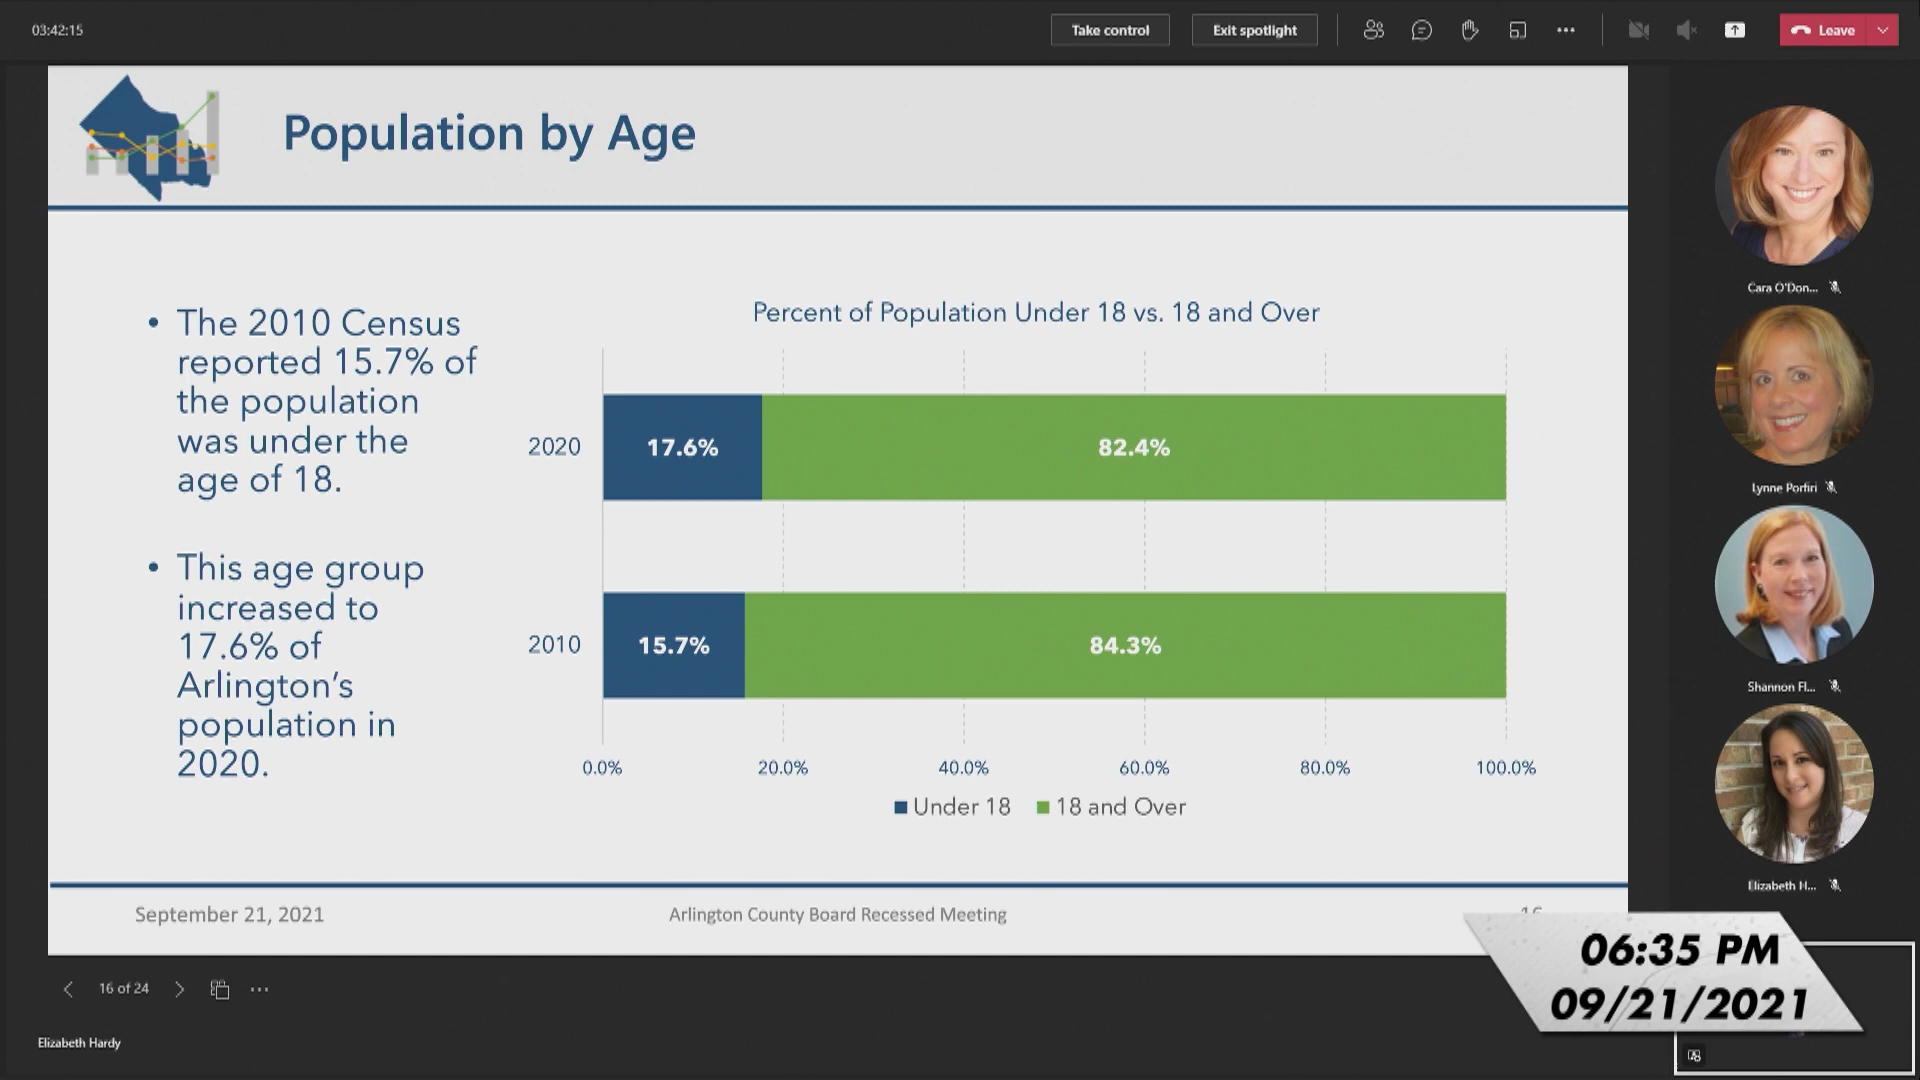 03:42:15
Take control
Exit spotlight
Leave
Population by Age
• The 2010 Census
reported 15.7% of
the population
was under the
age of 18.
• This age group
increased to
17.6% of
Arlington's
population in
2020.
Percent of Population Under 18 vs. 18 and Over
2020
17.6%
82.4%
2010
15.7%
84.3%
0.0%
20.0%
40.0%
60.0%
80.0%
100.0%
Under 18
18 and Over
Cara O'Don...
Lynne Porfiri
Shannon Fl...
Elizabeth H...
September 21, 2021
Arlington County Board Recessed Meeting
16 of 24
Elizabeth Hardy
06:35 PM
09/21/2021